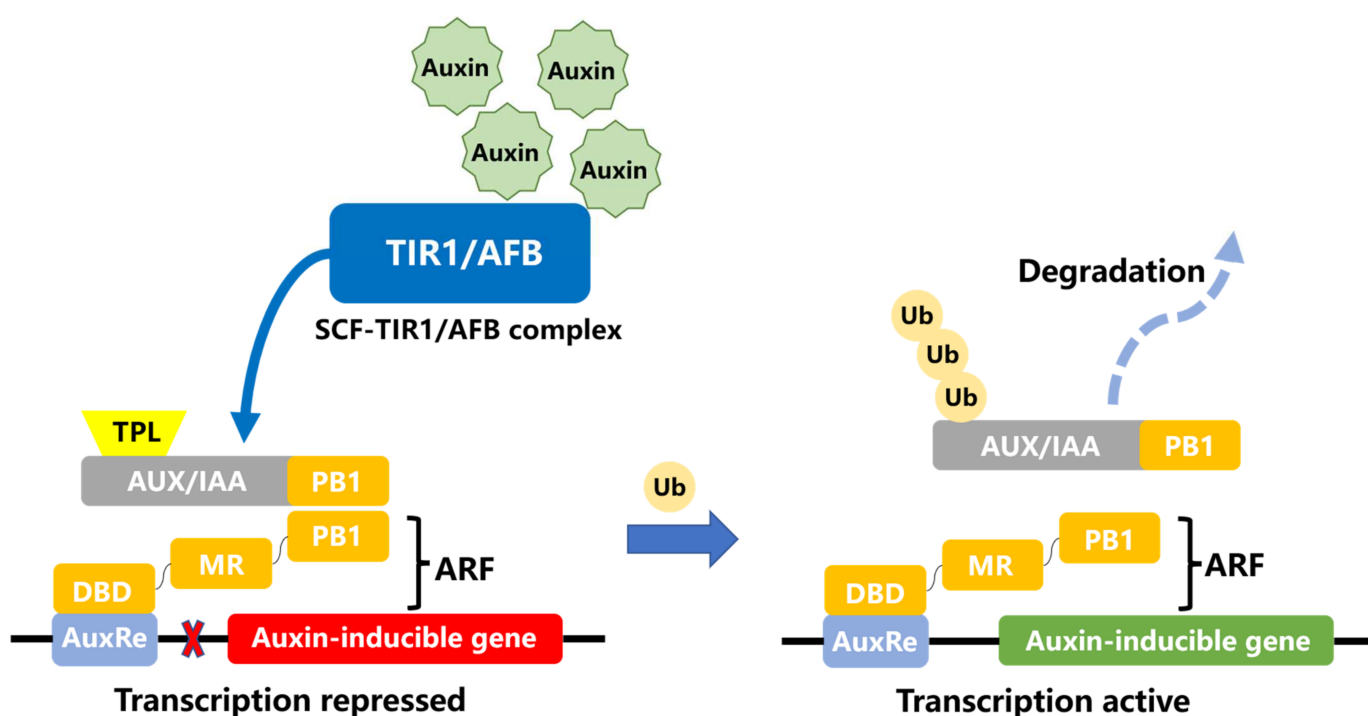 Auxin
Auxin
Auxin
Auxin
TIR1/AFB
SCF-TIR1/AFB complex
TPL
AUX/IAA
PB1
PB1
MR
DBD
ARF
AuxRe
Auxin-inducible gene
Transcription repressed
Ub
Degradation
Ub
Ub
Ub
AUX/IAA
PB1
PB1
MR
DBD
ARF
AuxRe
Auxin-inducible gene
Transcription active